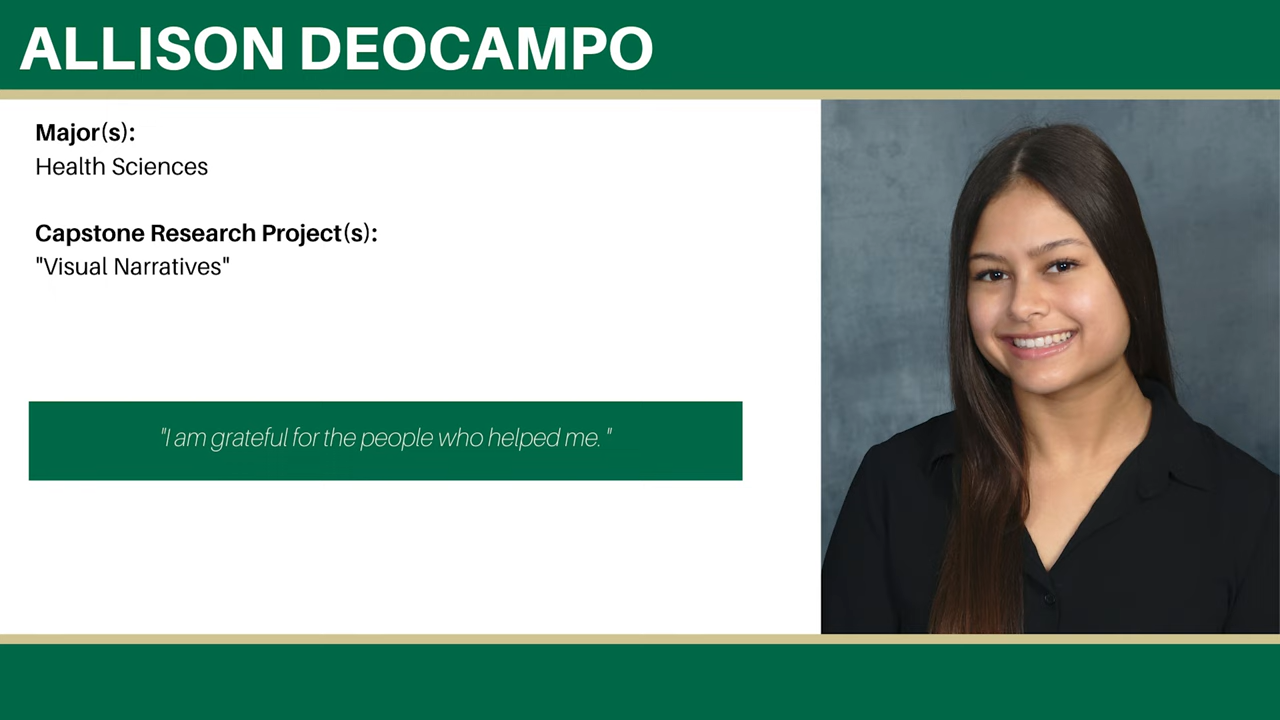 ALLISON DEOCAMPO
Major(s):
Health Sciences
Capstone Research Project(s):
"Visual Narratives"
"I am grateful for the people who helped me. "